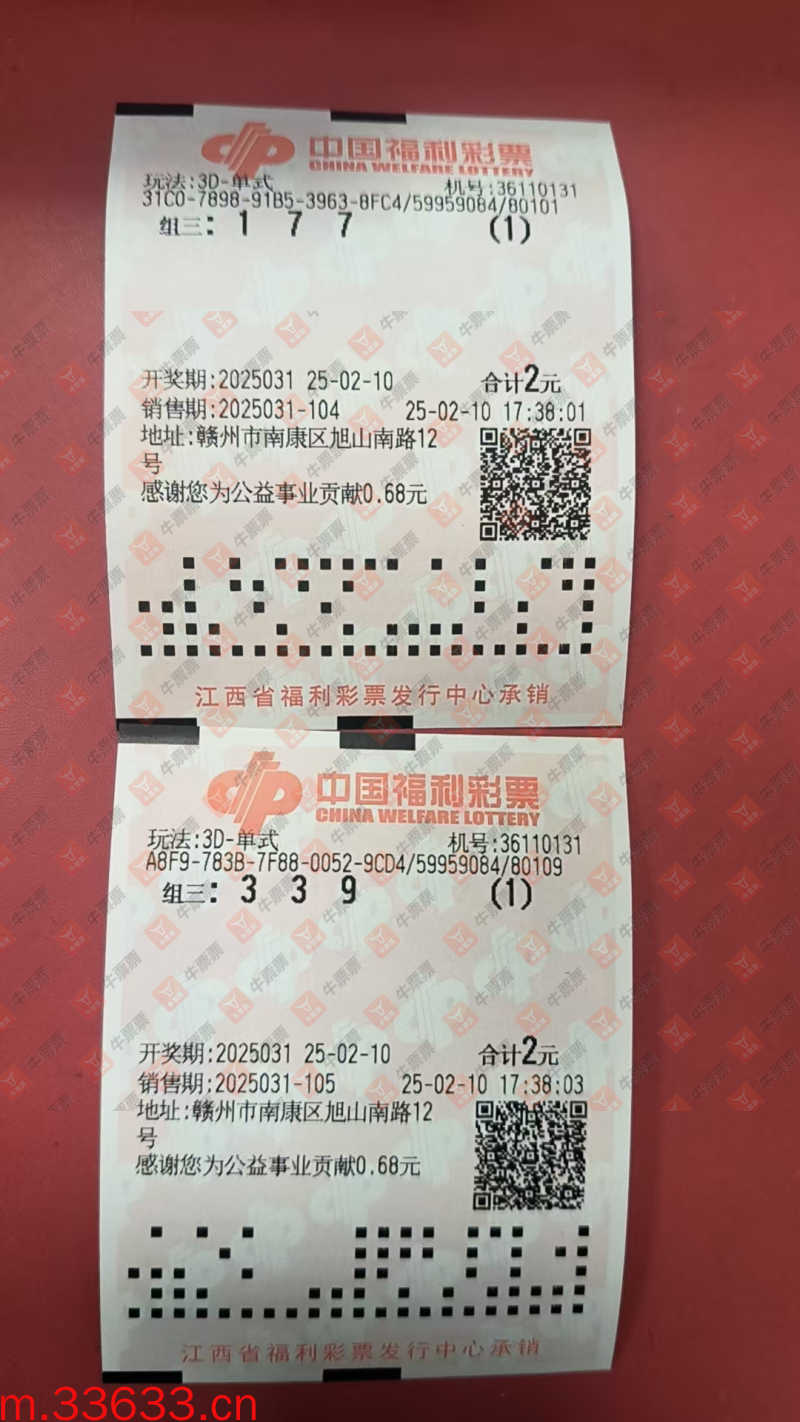 中国福利彩票
CHINA WELFARE LOTTERY
玩法:3D-单式 机号:36110131
31C0-7898-91B5-3963-8FC4/59959084/80101
组三: 1 7 7 (1)
开奖期:2025031 25-02-10 合计2元
销售期:2025031-104 25-02-10 17:38:01
地址:赣州市南康区旭山南路12
号
感谢您为公益事业贡献0.68元
江西省福利彩票发行中心承销
中国福利彩票
CHINA WELFARE LOTTERY
玩法:3D-单式 机号:36110131
A8F9-783B-7F88-0052-9CD4/59959084/80109
组三: 3 3 9 (1)
开奖期:2025031 25-02-10 合计2元
销售期:2025031-105 25-02-10 17:38:03
地址:赣州市南康区旭山南路12
号
感谢您为公益事业贡献0.68元
江西省福利彩票发行中心承销
牛票票
m.33633.cn